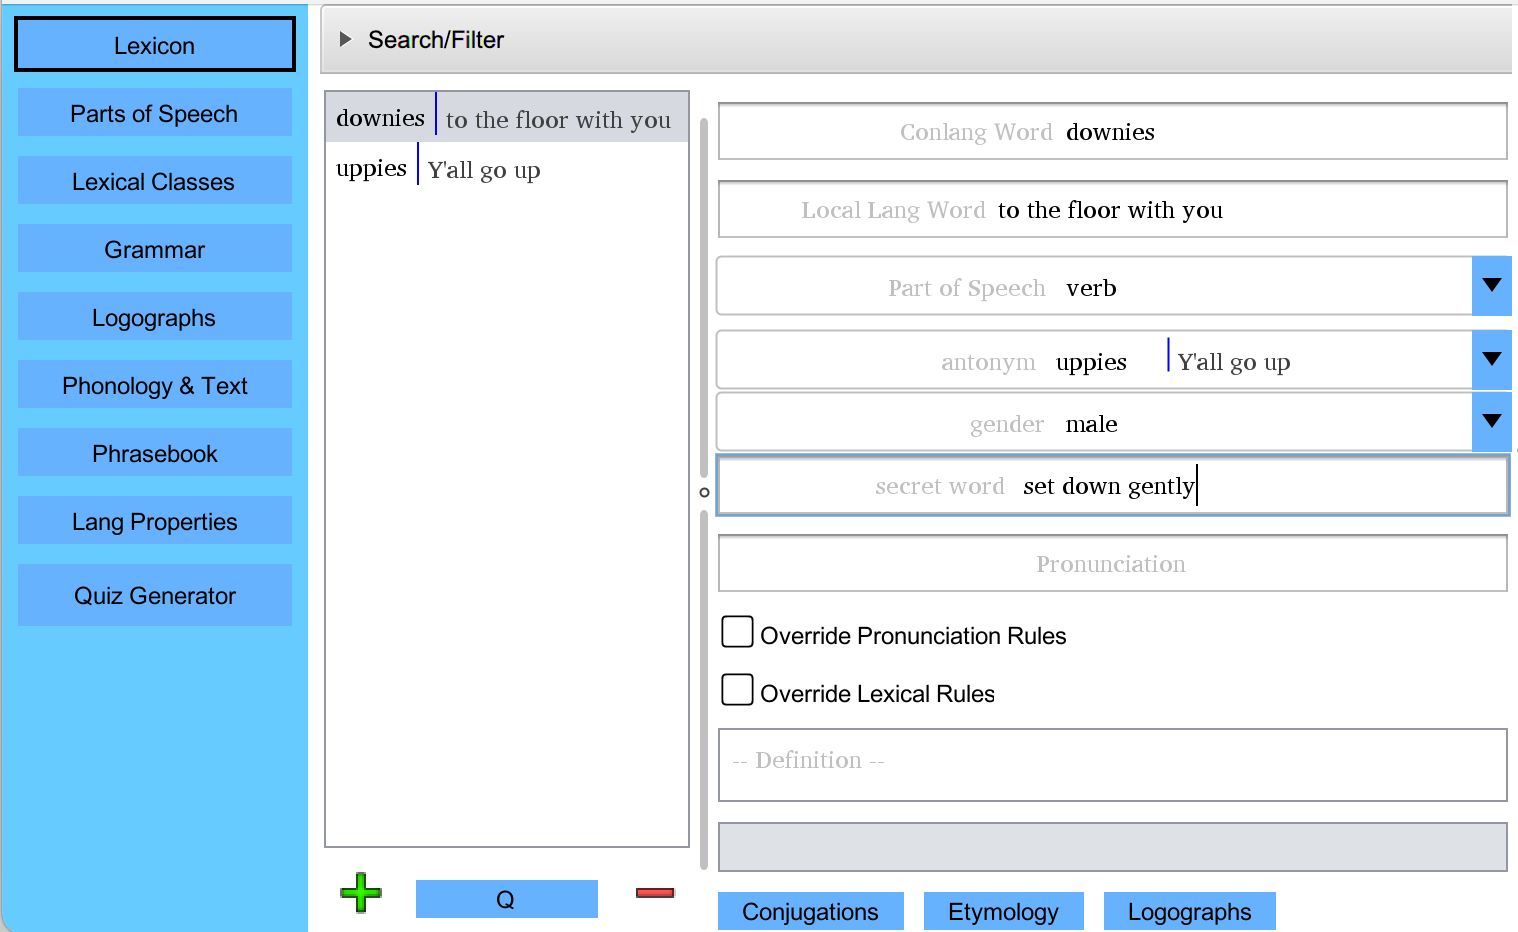 Lexicon
Parts of Speech
Lexical Classes
Grammar
Logographs
Phonology & Text
Phrasebook
Lang Properties
Quiz Generator
Search/Filter
downies to the floor with you
uppies Y'all go up
Q
Conlang Word downies
Local Lang Word to the floor with you
Part of Speech verb
antonym uppies Y'all go up
gender male
secret word set down gently
Pronunciation
Override Pronunciation Rules
Override Lexical Rules
-- Definition --
Conjugations Etymology Logographs